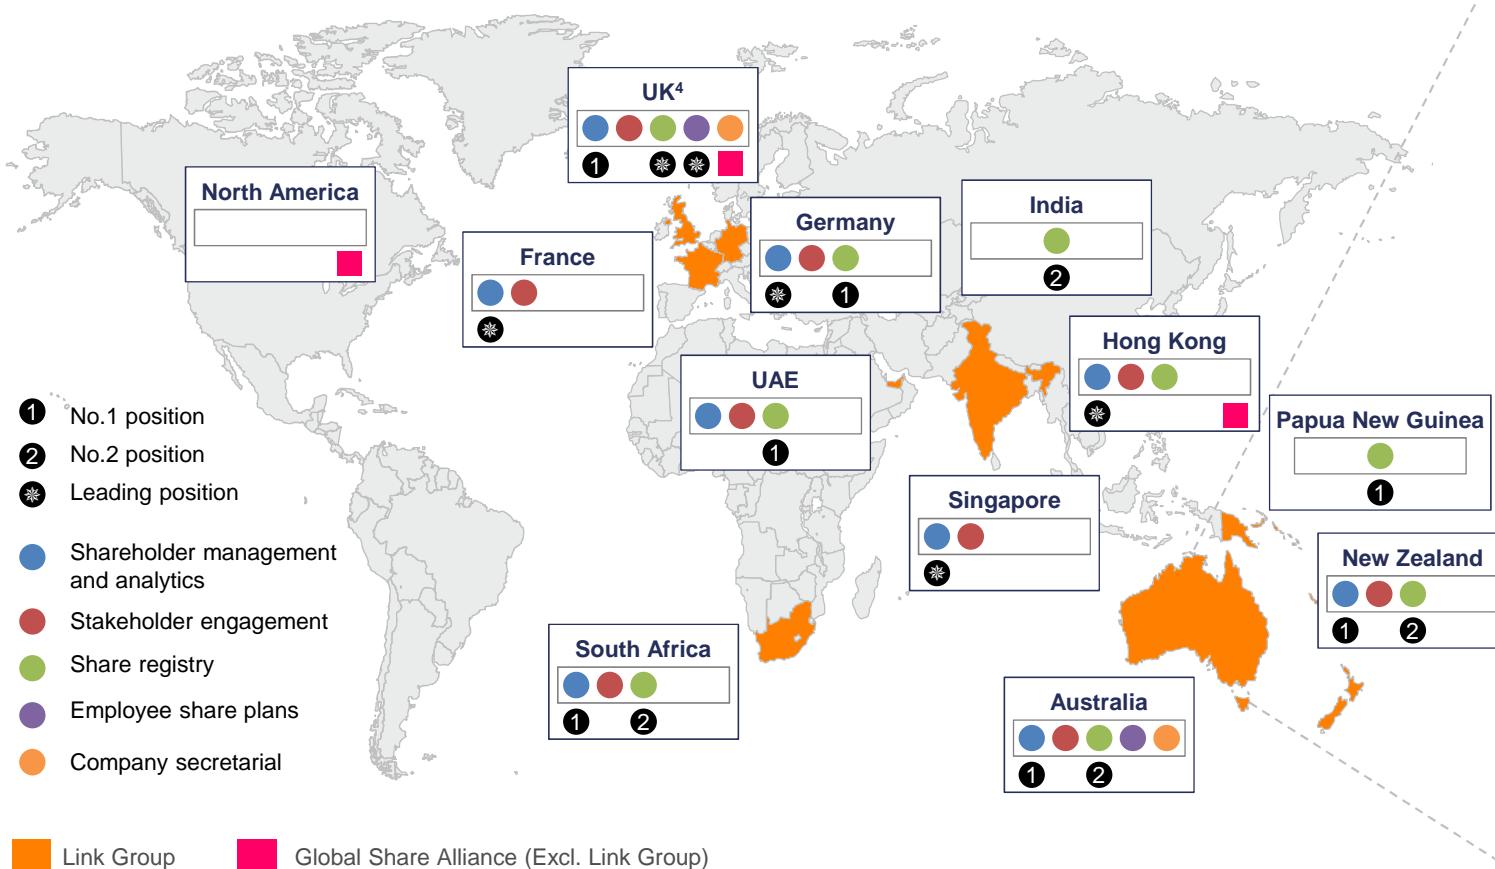 UK4
1
North America
Germany
1
India
2
France
Hong Kong
UAE
1
Papua New Guinea
1
1 No.1 position
2 No.2 position
Leading position
Singapore
Shareholder management
and analytics
New Zealand
1 2
Stakeholder engagement
South Africa
1 2
Share registry
Australia
1 2
Employee share plans
Company secretarial
Link Group
Global Share Alliance (Excl. Link Group)